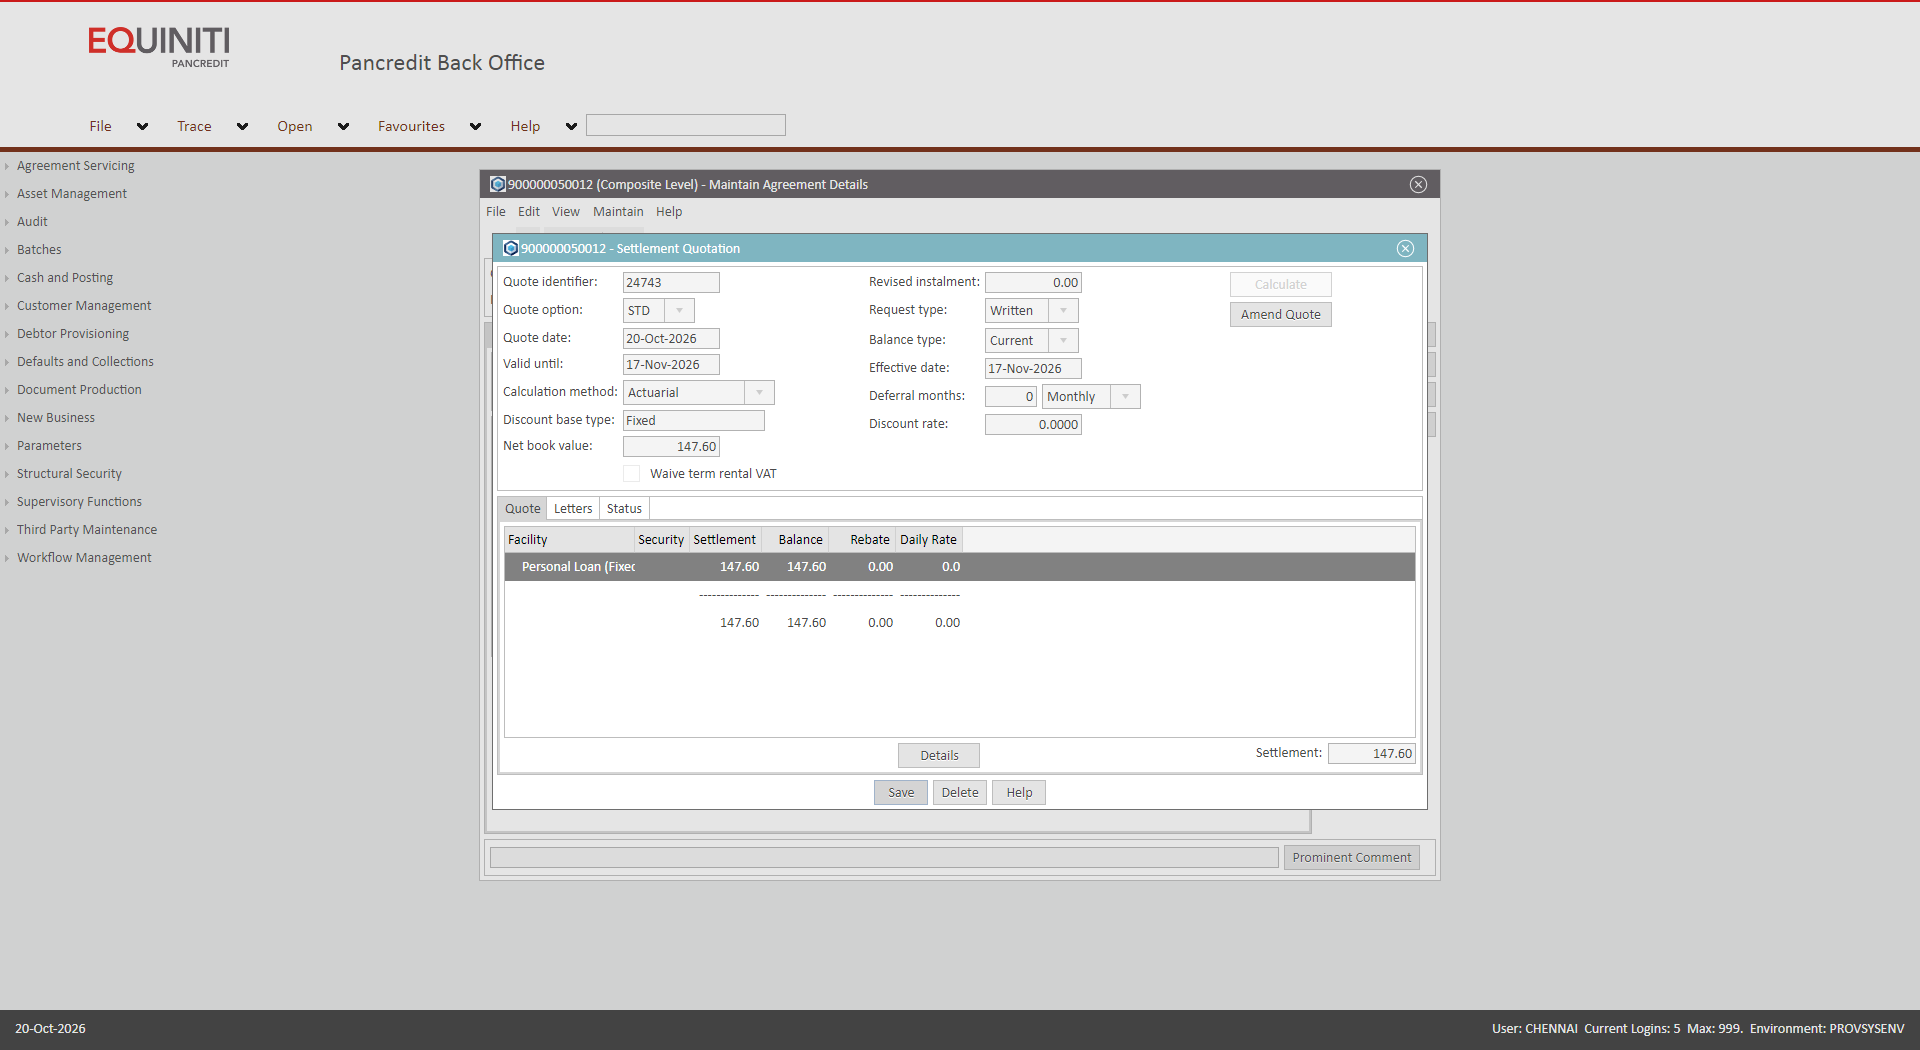 EQUINITI
PANCREDIT
Pancredit Back Office
File Trace Open Favourites Help
Agreement Servicing
Asset Management
Audit
Batches
Cash and Posting
Customer Management
Debtor Provisioning
Defaults and Collections
Document Production
New Business
Parameters
Structural Security
Supervisory Functions
Third Party Maintenance
Workflow Management
900000050012 (Composite Level) - Maintain Agreement Details
File Edit View Maintain Help
900000050012 - Settlement Quotation
Quote identifier: 24743 Revised instalment: 0.00 Calculate
Quote option: STD Request type: Written Amend Quote
Quote date: 20-Oct-2026 Balance type: Current
Valid until: 17-Nov-2026 Effective date: 17-Nov-2026
Calculation method: Actuarial Deferral months: 0 Monthly
Discount base type: Fixed Discount rate: 0.0000
Net book value: 147.60
Waive term rental VAT
Quote Letters Status
Facility Security Settlement Balance Rebate Daily Rate
Personal Loan (Fixec 147.60 147.60 0.00 0.0
-------------- -------------- -------------- --------------
147.60 147.60 0.00 0.00
Details Settlement: 147.60
Save Delete Help
Prominent Comment
20-Oct-2026 User: CHENNAI Current Logins: 5 Max: 999. Environment: PROVSYSENV